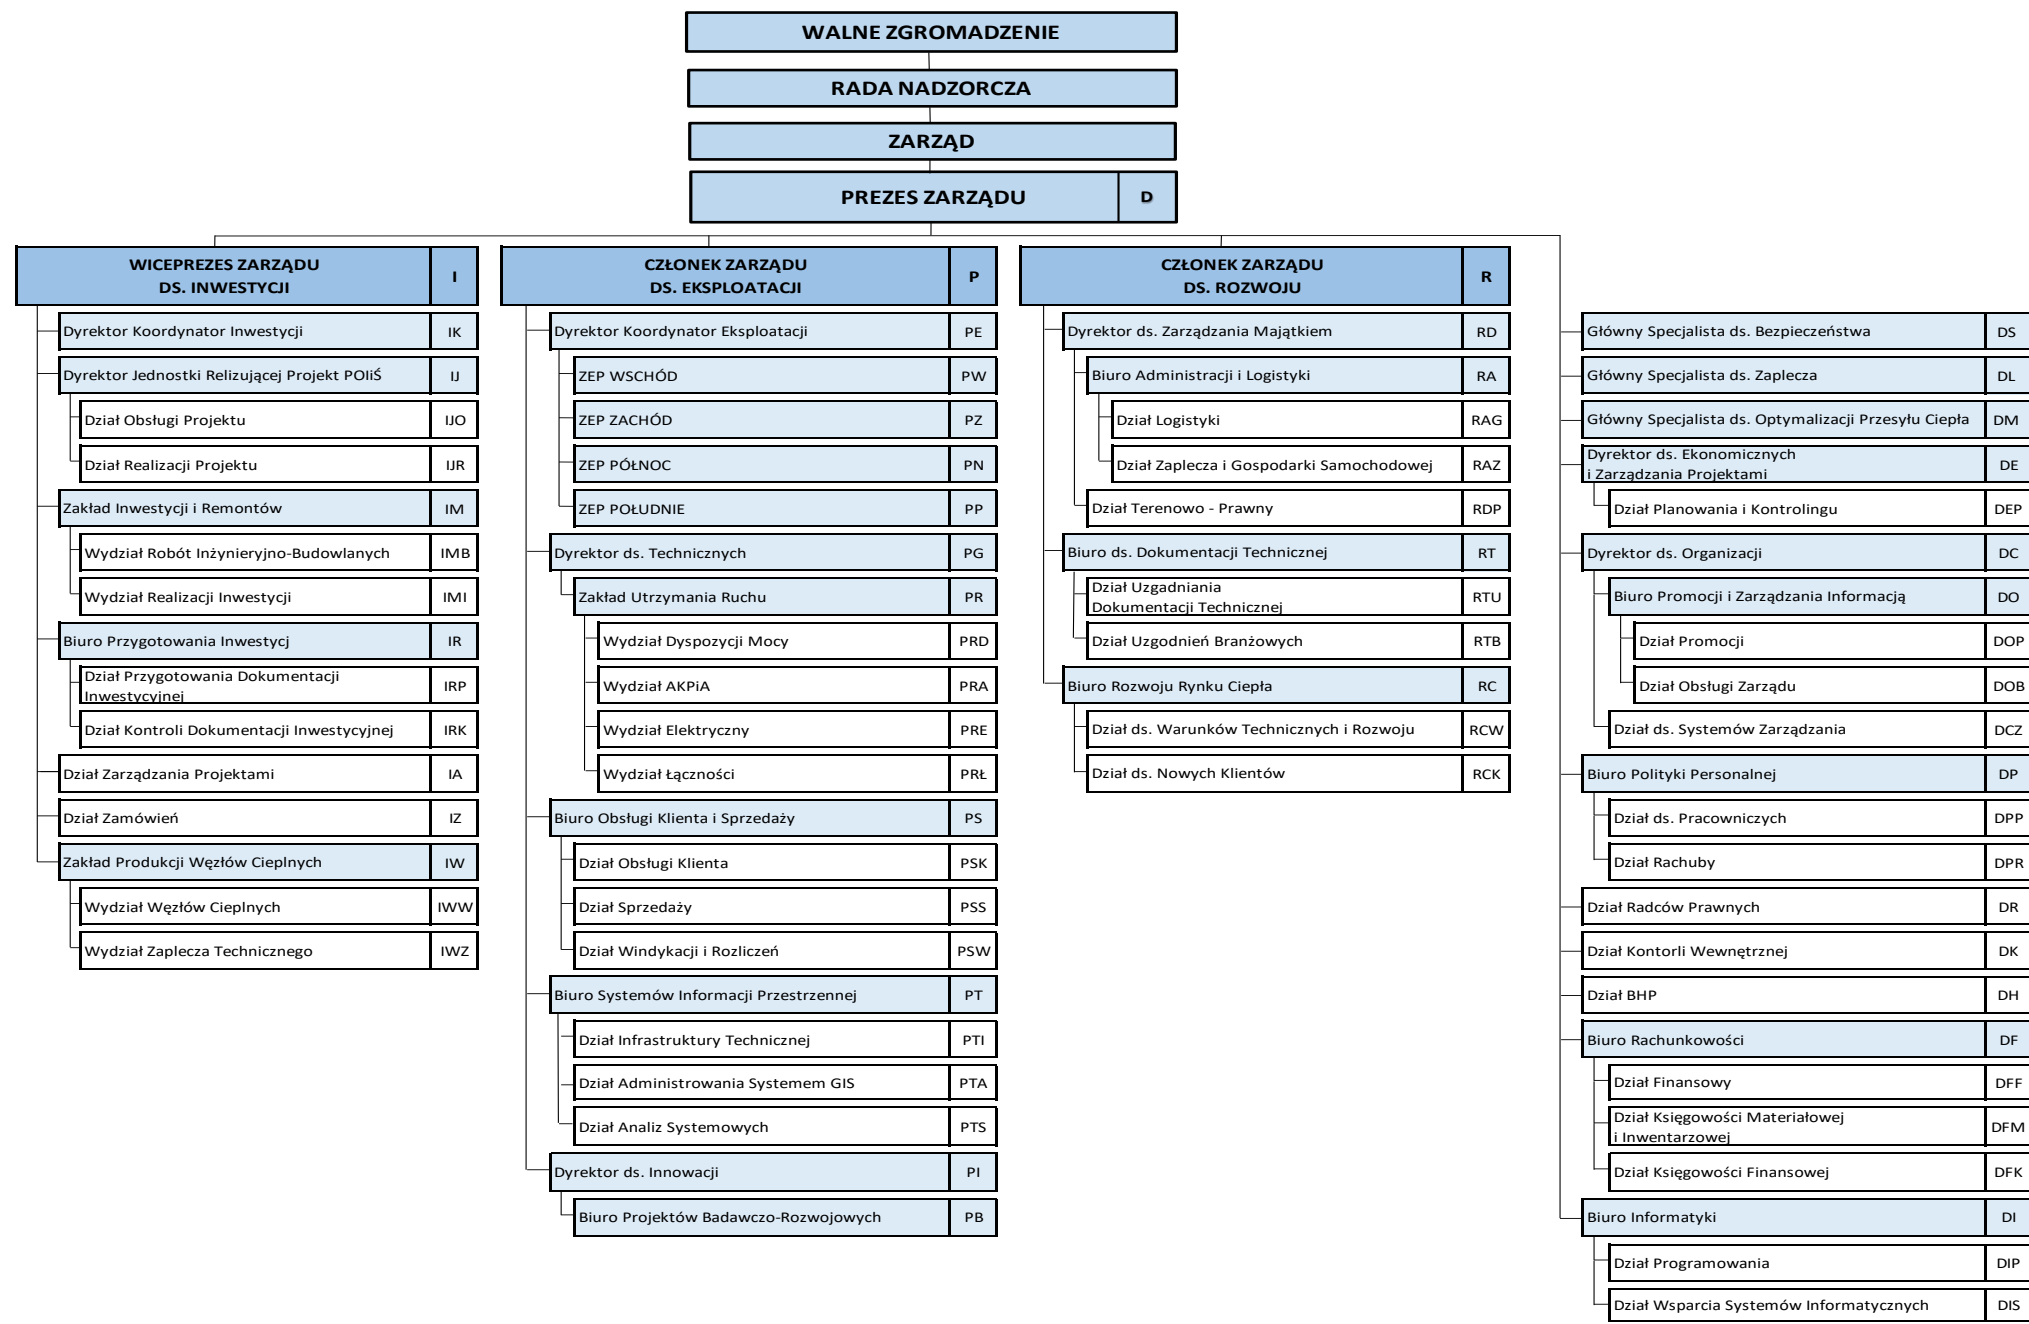 WALNE ZGROMADZENIE
RADA NADZORCZA
ZARZĄD
PREZES ZARZĄDU D
WICEPREZES ZARZĄDU
DS. INWESTYCJI
I
Dyrektor Koordynator Inwestycji IK
Dyrektor Jednostki Relizującej Projekt POIiŚ IJ
Dział Obsługi Projektu IJO
Dział Realizacji Projektu IJR
Zakład Inwestycji i Remontów IM
Wydział Robót Inżynieryjno-Budowlanych IMB
Wydział Realizacji Inwestycji IMI
Biuro Przygotowania Inwestycj IR
Dział Przygotowania Dokumentacji
Inwestycyjnej
IRP
Dział Kontroli Dokumentacji Inwestycyjnej IRK
Dział Zarządzania Projektami IA
Dział Zamówień IZ
Zakład Produkcji Węzłów Cieplnych IW
Wydział Węzłów Cieplnych IWW
Wydział Zaplecza Technicznego IWZ
CZŁONEK ZARZĄDU
DS. EKSPLOATACJI
P
Dyrektor Koordynator Eksploatacji PE
ZEP WSCHÓD PW
ZEP ZACHÓD PZ
ZEP PÓŁNOC PN
ZEP POŁUDNIE PP
Dyrektor ds. Technicznych PG
Zakład Utrzymania Ruchu PR
Wydział Dyspozycji Mocy PRD
Wydział AKPiA PRA
Wydział Elektryczny PRE
Wydział Łączności PRŁ
Biuro Obsługi Klienta i Sprzedaży PS
Dział Obsługi Klienta PSK
Dział Sprzedaży PSS
Dział Windykacji i Rozliczeń PSW
Biuro Systemów Informacji Przestrzennej PT
Dział Infrastruktury Technicznej PTI
Dział Administrowania Systemem GIS PTA
Dział Analiz Systemowych PTS
Dyrektor ds. Innowacji PI
Biuro Projektów Badawczo-Rozwojowych PB
CZŁONEK ZARZĄDU
DS. ROZWOJU
R
Dyrektor ds. Zarządzania Majątkiem RD
Biuro Administracji i Logistyki RA
Dział Logistyki RAG
Dział Zaplecza i Gospodarki Samochodowej RAZ
Dział Terenowo - Prawny RDP
Biuro ds. Dokumentacji Technicznej RT
Dział Uzgadniania
Dokumentacji Technicznej
RTU
Dział Uzgodnień Branżowych RTB
Biuro Rozwoju Rynku Ciepła RC
Dział ds. Warunków Technicznych i Rozwoju RCW
Dział ds. Nowych Klientów RCK
Główny Specjalista ds. Bezpieczeństwa DS
Główny Specjalista ds. Zaplecza DL
Główny Specjalista ds. Optymalizacji Przesyłu Ciepła DM
Dyrektor ds. Ekonomicznych
i Zarządzania Projektami
DE
Dział Planowania i Kontrolingu DEP
Dyrektor ds. Organizacji DC
Biuro Promocji i Zarządzania Informacją DO
Dział Promocji DOP
Dział Obsługi Zarządu DOB
Dział ds. Systemów Zarządzania DCZ
Biuro Polityki Personalnej DP
Dział ds. Pracowniczych DPP
Dział Rachuby DPR
Dział Radców Prawnych DR
Dział Kontorli Wewnętrznej DK
Dział BHP DH
Biuro Rachunkowości DF
Dział Finansowy DFF
Dział Księgowości Materiałowej
i Inwentarzowej
DFM
Dział Księgowości Finansowej DFK
Biuro Informatyki DI
Dział Programowania DIP
Dział Wsparcia Systemów Informatycznych DIS